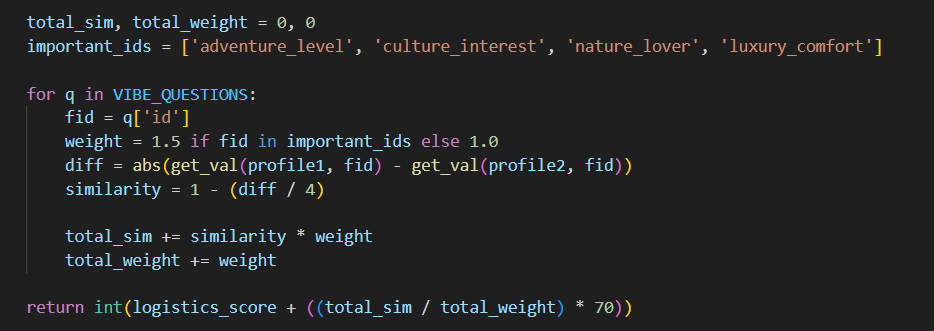 total_sim, total_weight = 0, 0
important_ids = ['adventure_level', 'culture_interest', 'nature_lover', 'luxury_comfort']
for q in VIBE_QUESTIONS:
fid = q['id']
weight = 1.5 if fid in important_ids else 1.0
diff = abs(get_val(profile1, fid) - get_val(profile2, fid))
similarity = 1 - (diff / 4)
total_sim += similarity * weight
total_weight += weight
return int(logistics_score + ((total_sim / total_weight) * 70))